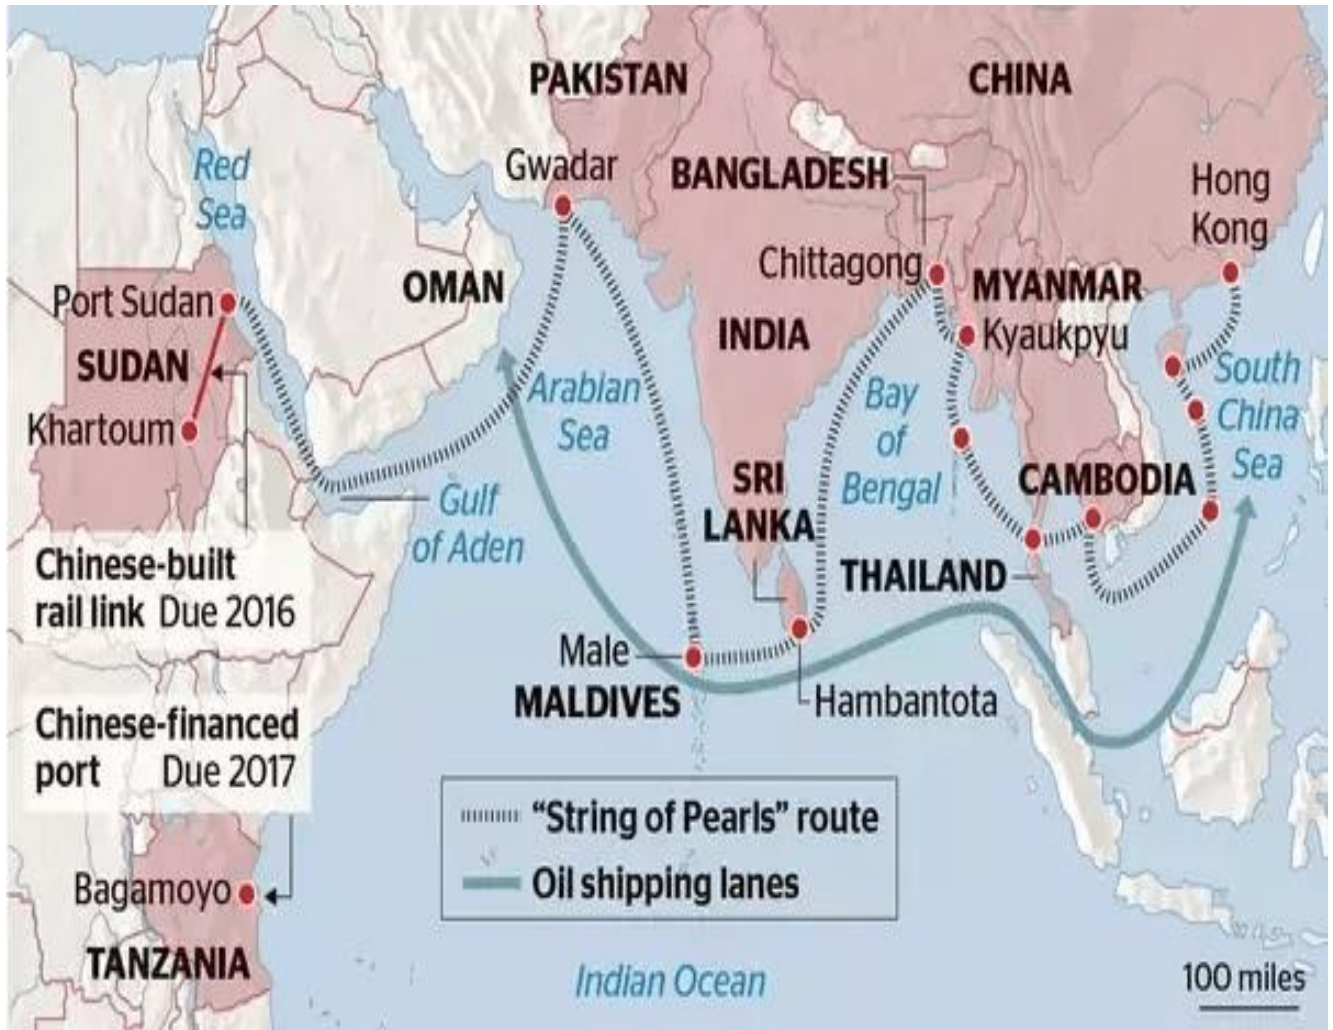 PAKISTAN
CHINA
Red
Sea
Gwadar
BANGLADESH
Hong
Kong
Chittagong
OMAN
MYANMAR
Port Sudan
INDIA
Kyaukpyu
SUDAN
Arabian
Sea
Bay
of
Bengal
South
China
Sea
Khartoum
SRI
LANKA
CAMBODIA
Gulf
of Aden
Chinese-built
rail link Due 2016
THAILAND
Male
MALDIVES
Hambantota
Chinese-financed
port Due 2017
"String of Pearls" route
Oil shipping lanes
Bagamoyo
TANZANIA
Indian Ocean
100 miles